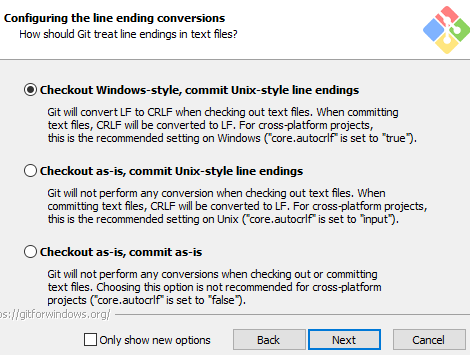 Configuring the line ending conversions
How should Git treat line endings in text files?
Checkout Windows-style, commit Unix-style line endings
Git will convert LF to CRLF when checking out text files. When committing
text files, CRLF will be converted to LF. For cross-platform projects,
this is the recommended setting on Windows ("core.autocrlf" is set to "true").
Checkout as-is, commit Unix-style line endings
Git will not perform any conversion when checking out text files. When
committing text files, CRLF will be converted to LF. For cross-platform projects,
this is the recommended setting on Unix ("core.autocrlf" is set to "input").
Checkout as-is, commit as-is
Git will not perform any conversions when checking out or committing
text files. Choosing this option is not recommended for cross-platform
projects ("core.autocrlf" is set to "false").
ps://gitforwindows.org/
Only show new options
Back
Next
Cancel